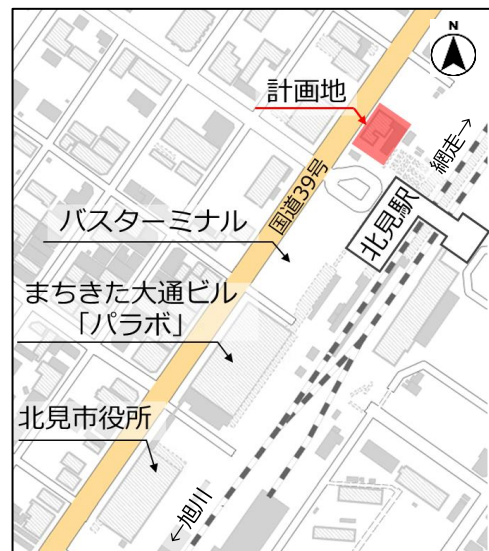 N
計画地
網走→
国道39号
北見駅
バスターミナル
まちきた大通ビル
「パラボ」
北見市役所
←旭川